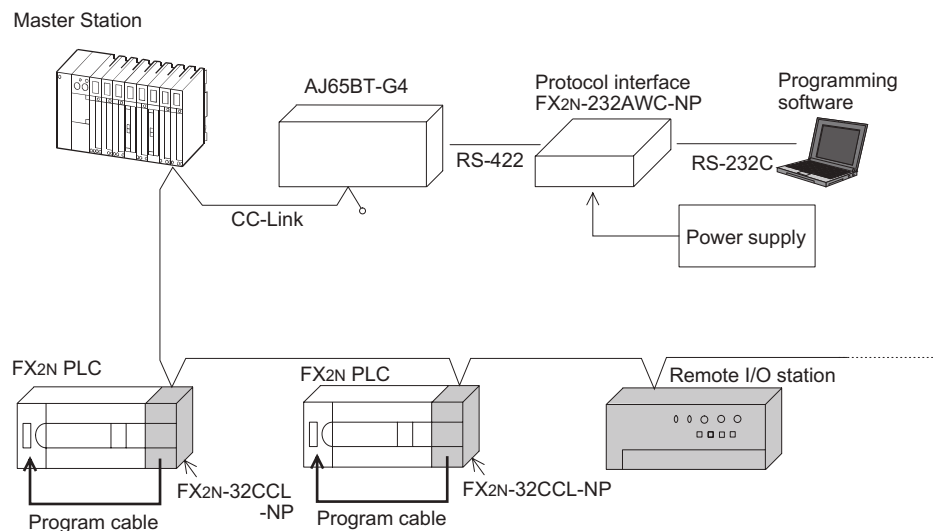 Master Station
AJ65BT-G4
Protocol interface
FX2N-232AWC-NP
Programming
software
RS-422
RS-232C
CC-Link
Power supply
FX2N PLC
FX2N PLC
Remote I/O station
FX2N-32CCL
-NP
FX2N-32CCL-NP
Program cable
Program cable